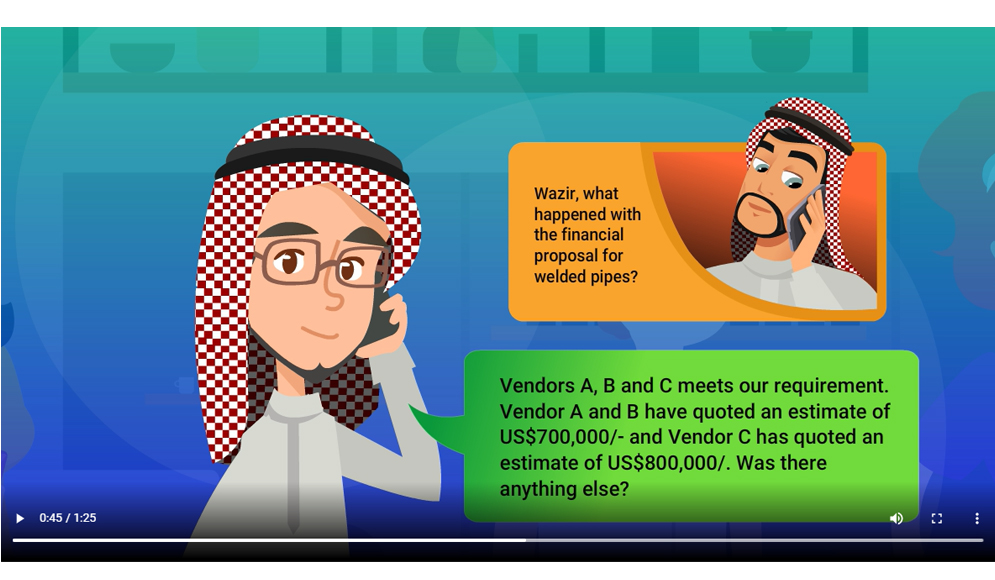 Wazir, what
happened with
the financial
proposal for
welded pipes?
Vendors A, B and C meets our requirement.
Vendor A and B have quoted an estimate of
US$700,000/- and Vendor C has quoted an
estimate of US$800,000/. Was there
anything else?
0:45 / 1:25